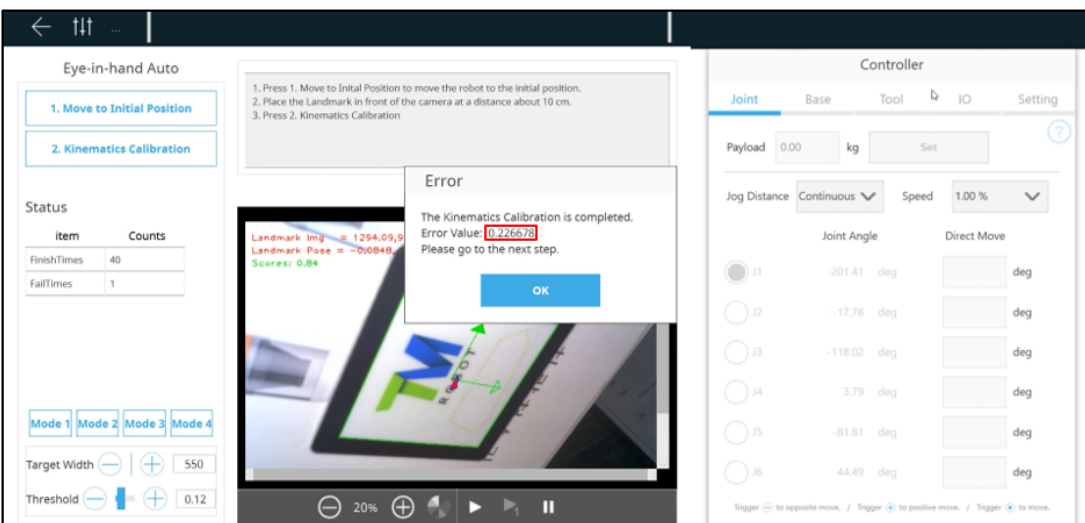 ...
Eye-in-hand Auto
1. Move to Initial Position
2. Kinematics Calibration
1. Press 1. Move to Inital Position to move the robot to the initial position.
2. Place the Landmark in front of the camera at a distance about 10 cm.
3. Press 2. Kinematics Calibration
Status
item Counts
FinishTimes 40
FailTimes 1
Mode 1 Mode 2 Mode 3 Mode 4
Target Width 550
Threshold 0.12
Landmark Img = 1294.09,9
Landmark Pose = -0.0848,
Scores: 0.84
TM
ROBOT
20%
Error
The Kinematics Calibration is completed.
Error Value: 0.226678
Please go to the next step.
OK
Controller
Joint Base Tool IO Setting
?
Payload 0.00 kg Set
Jog Distance Continuous Speed 1.00 %
Joint Angle Direct Move
J1 -201.41 deg deg
J2 -17.76 deg deg
J3 -118.02 deg deg
J4 3.79 deg deg
J5 -81.81 deg deg
J6 44.49 deg deg
Trigger to opposite move. / Trigger to positive move. / Trigger to move.